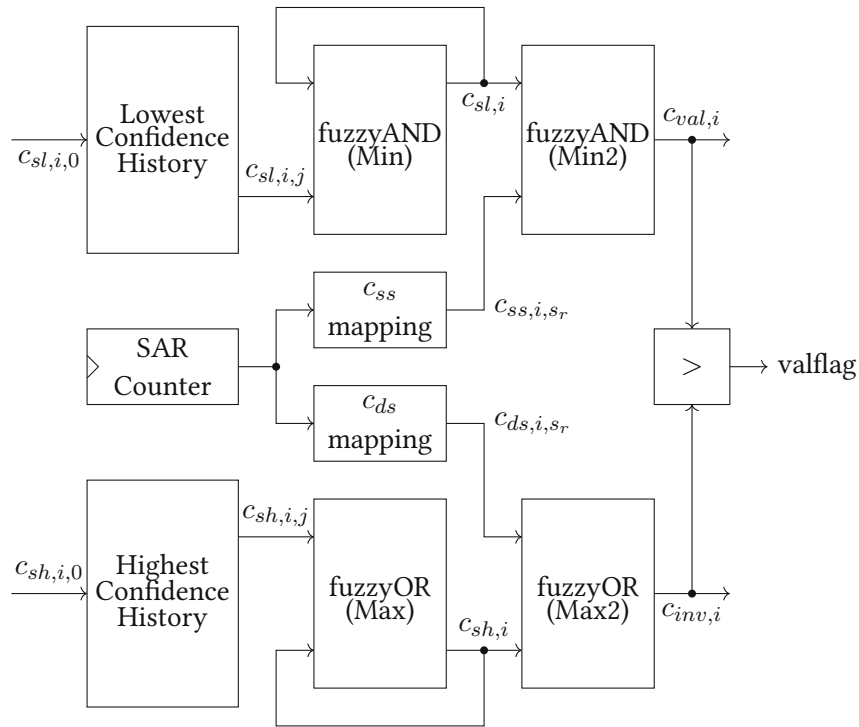 Lowest
Confidence
History
c_{sl,i,0}
c_{sl,i,j}
fuzzyAND
(Min)
c_{sl,i}
fuzzyAND
(Min2)
c_{val,i}
c_{ss}
mapping
c_{ss,i,s_r}
SAR
Counter
>
valflag
c_{ds}
mapping
c_{ds,i,s_r}
Highest
Confidence
History
c_{sh,i,0}
c_{sh,i,j}
fuzzyOR
(Max)
c_{sh,i}
fuzzyOR
(Max2)
c_{inv,i}